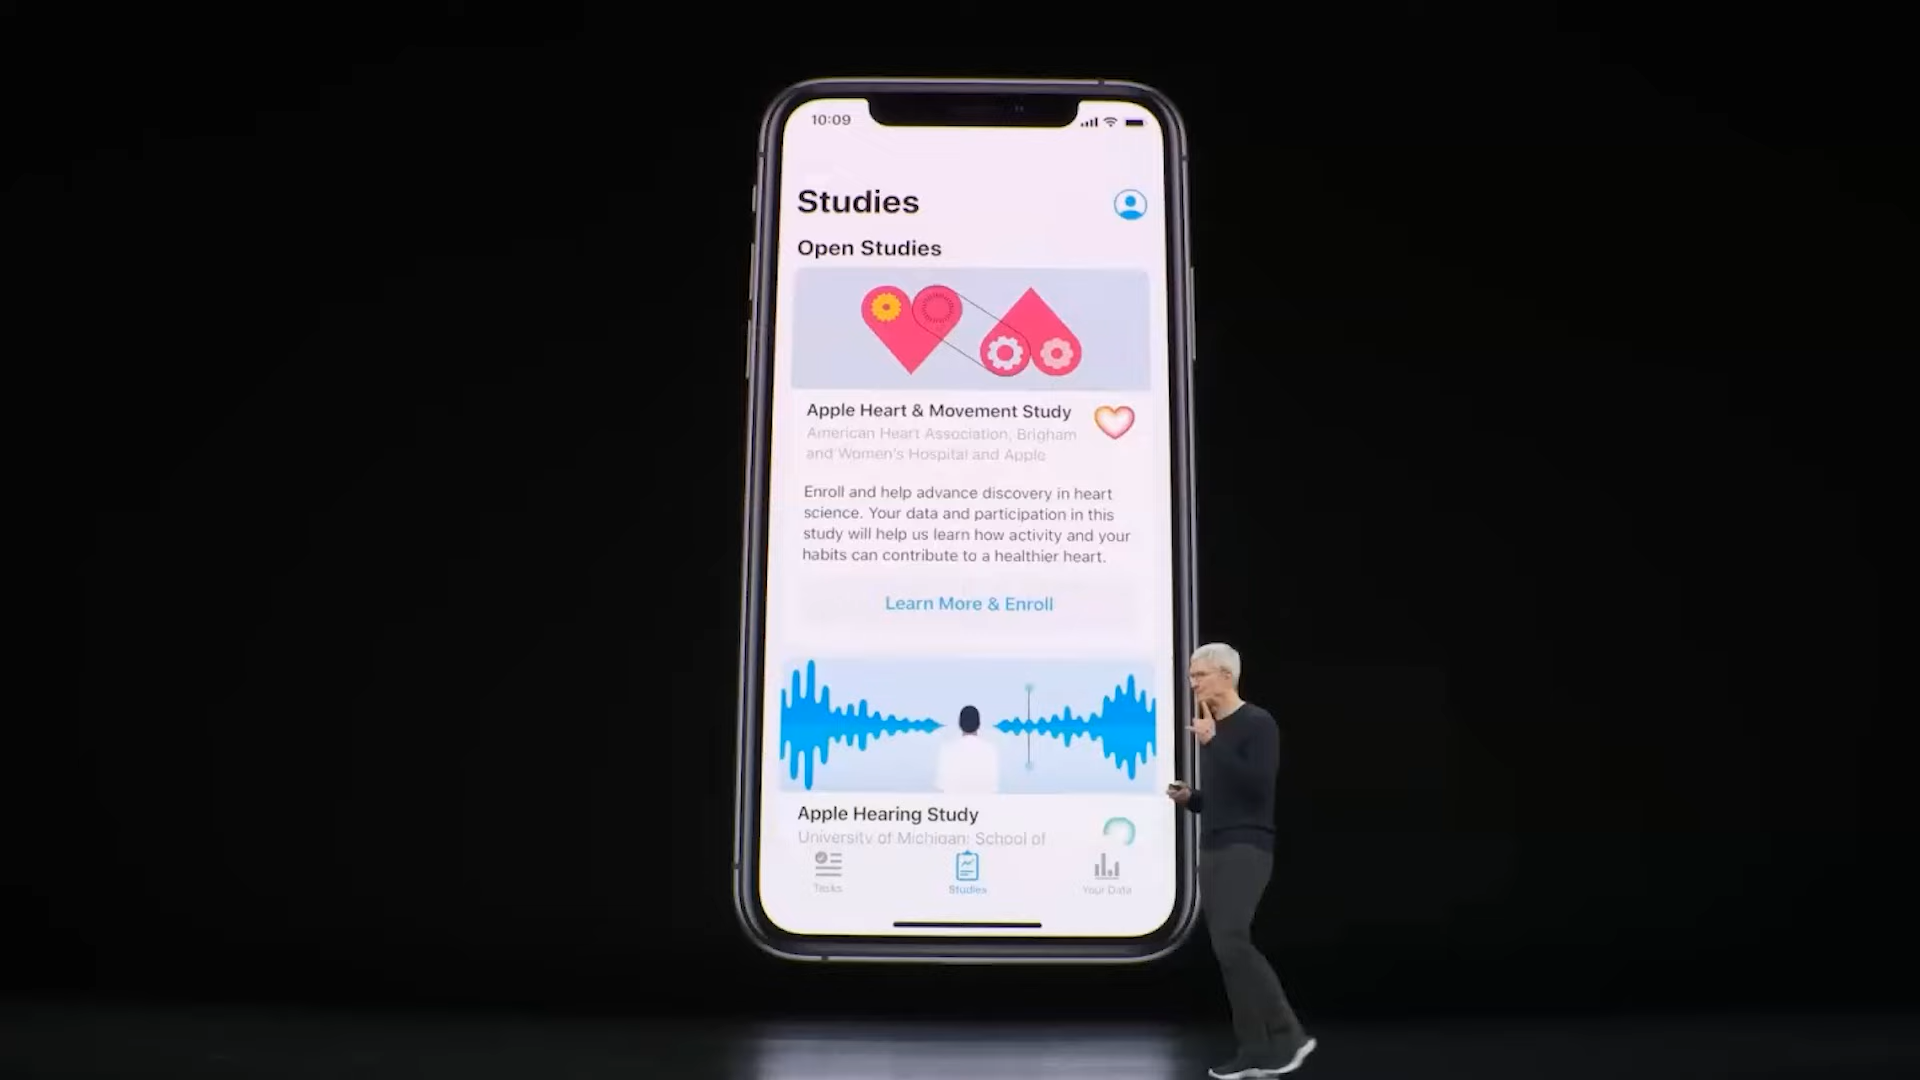 10:09
Studies
Open Studies
Apple Heart & Movement Study
American Heart Association, Brigham
and Women's Hospital and Apple
Enroll and help advance discovery in heart
science. Your data and participation in this
study will help us learn how activity and your
habits can contribute to a healthier heart.
Learn More & Enroll
Apple Hearing Study
University of Michigan: School of
Tasks
Studies
Your Data